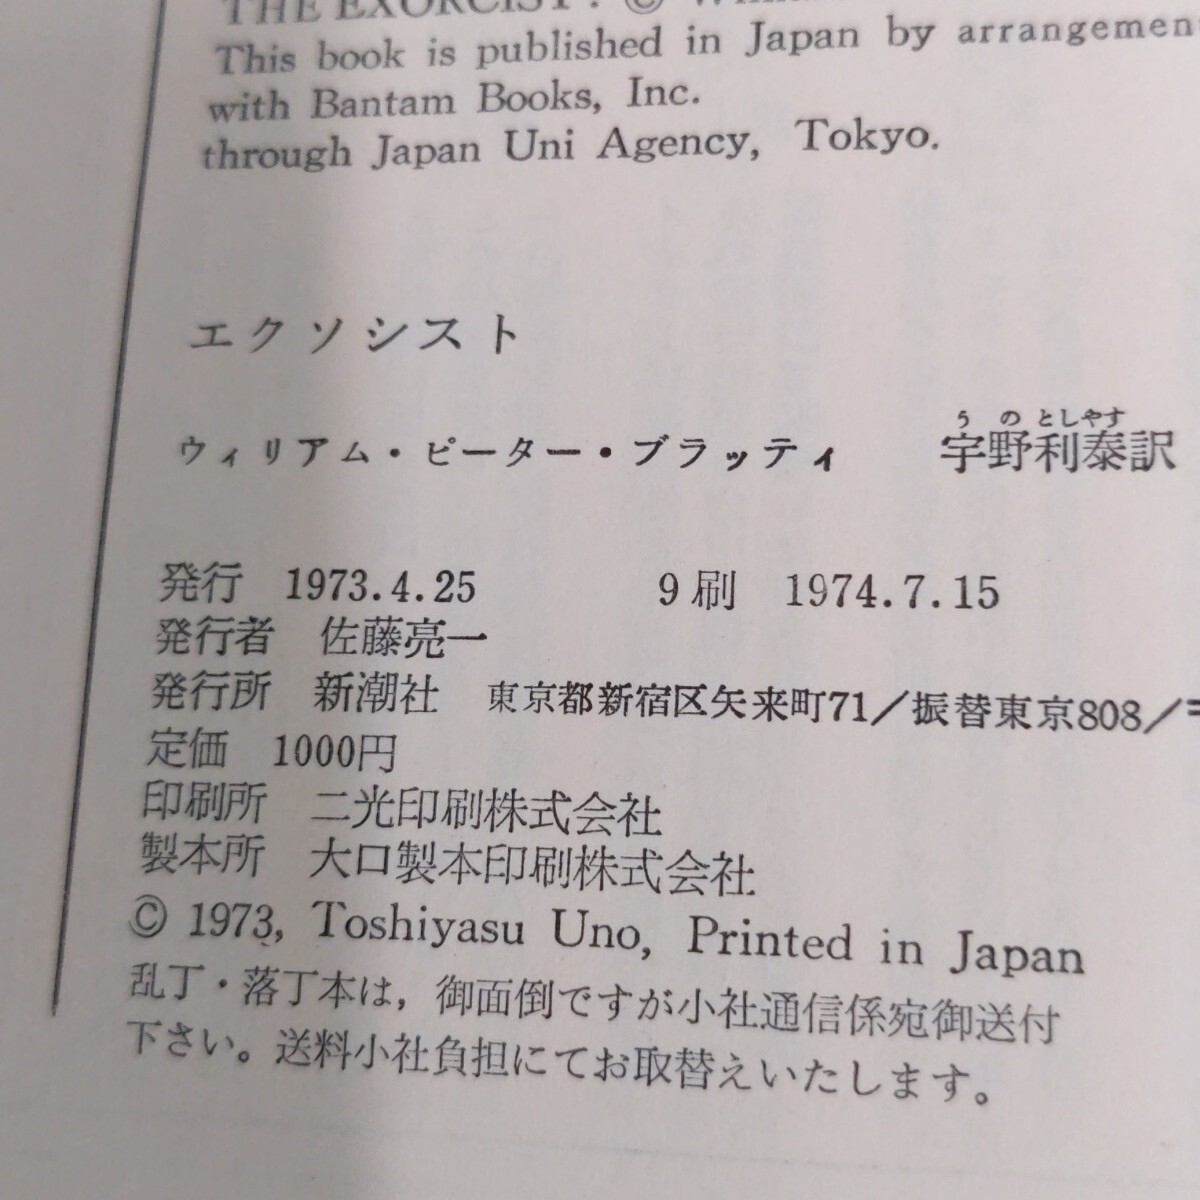 THE EXORCIST: ©
This book is published in Japan by arrangemen
with Bantam Books, Inc.
through Japan Uni Agency, Tokyo.
エクソシスト
うのとしやす
ウィリアム・ピーター・ブラッティ 宇野利泰訳
発行 1973.4.25 9刷 1974.7.15
発行者 佐藤亮一
発行所 新潮社 東京都新宿区矢来町71／振替東京808／
定価 1000円
印刷所 二光印刷株式会社
製本所 大口製本印刷株式会社
© 1973, Toshiyasu Uno, Printed in Japan
乱丁・落丁本は，御面倒ですが小社通信係宛御送付
下さい。送料小社負担にてお取替えいたします。